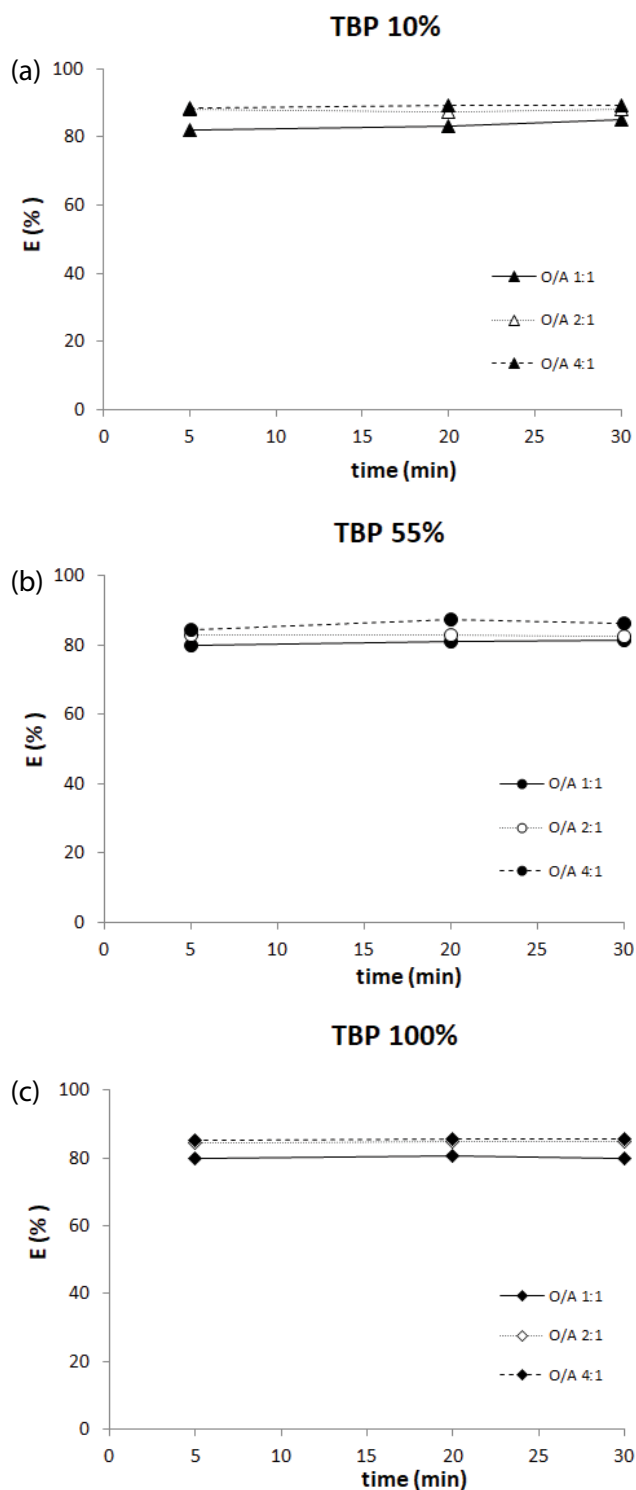 TBP 10%
(a)
100
80
60
40
20
0
E (%)
O/A 1:1
O/A 2:1
O/A 4:1
0 5 10 15 20 25 30
time (min)
TBP 55%
(b)
100
80
60
40
20
0
E (%)
O/A 1:1
O/A 2:1
O/A 4:1
0 5 10 15 20 25 30
time (min)
TBP 100%
(c)
100
80
60
40
20
0
E (%)
O/A 1:1
O/A 2:1
O/A 4:1
0 5 10 15 20 25 30
time (min)